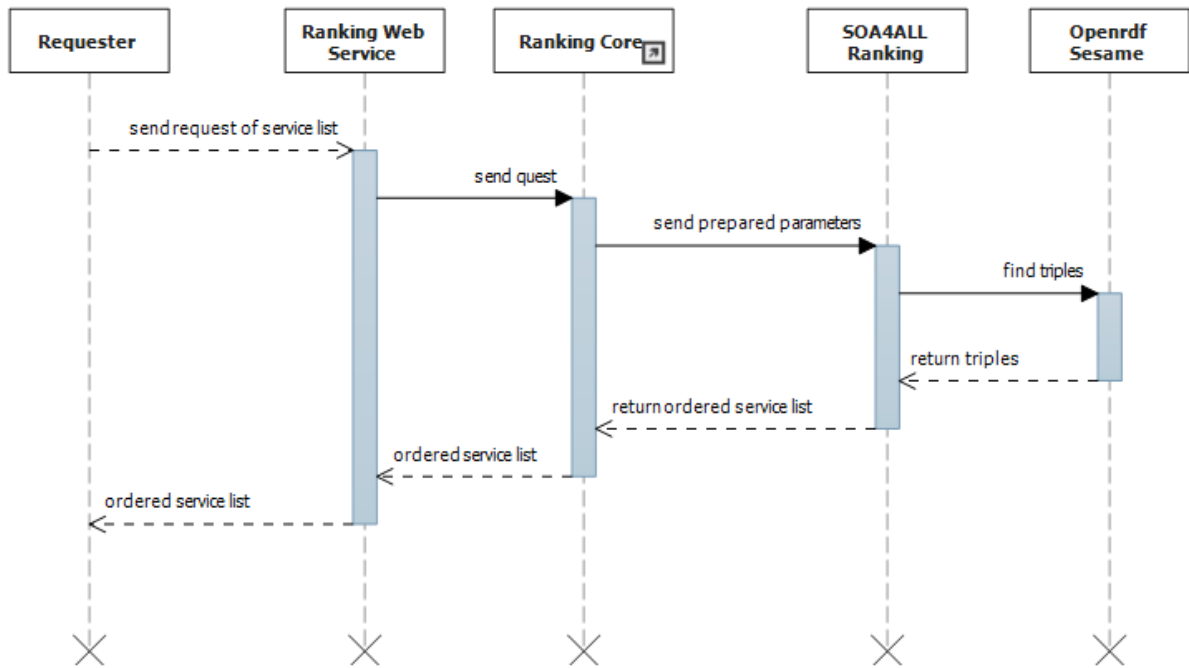 Requester
Ranking Web
Service
Ranking Core
SOA4ALL
Ranking
Openrdf
Sesame
send request of service list
send quest
send prepared parameters
find triples
return triples
return ordered service list
ordered service list
ordered service list